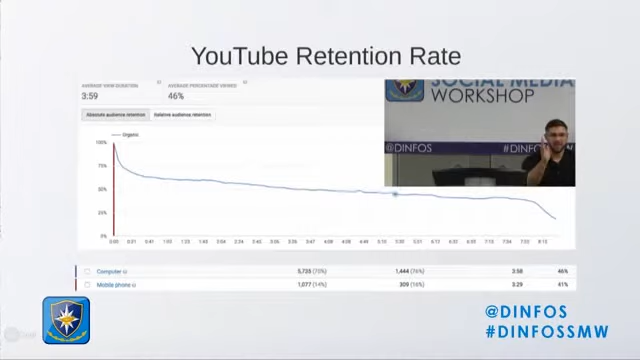 YouTube Retention Rate
AVERAGE VIEW DURATION
AVERAGE PERCENTAGE VIEWED
3:59
46%
Absolute audience retention
Relative audience retention
Organic
SOCIAL MEDIA
WORKSHOP
@DINFOS
#DINFOS
100%
75%
50%
25%
0%
Computer 5,735 (70%) 1,444 (76%) 3:58 46%
Mobile phone 1,077 (14%) 309 (16%) 3:29 41%
@DINFOS
#DINFOSSMW